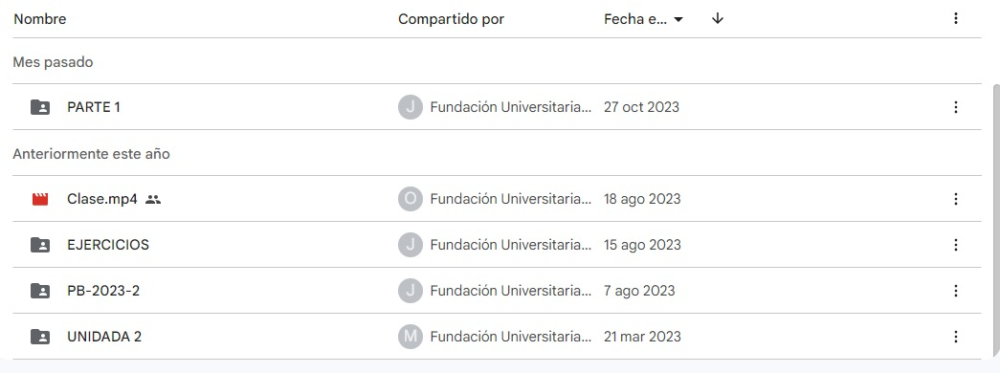 Nombre Compartido por Fecha e...
Mes pasado
PARTE 1 J Fundación Universitaria... 27 oct 2023
Anteriormente este año
Clase.mp4 O Fundación Universitaria... 18 ago 2023
EJERCICIOS J Fundación Universitaria... 15 ago 2023
PB-2023-2 J Fundación Universitaria... 7 ago 2023
UNIDADA 2 M Fundación Universitaria... 21 mar 2023